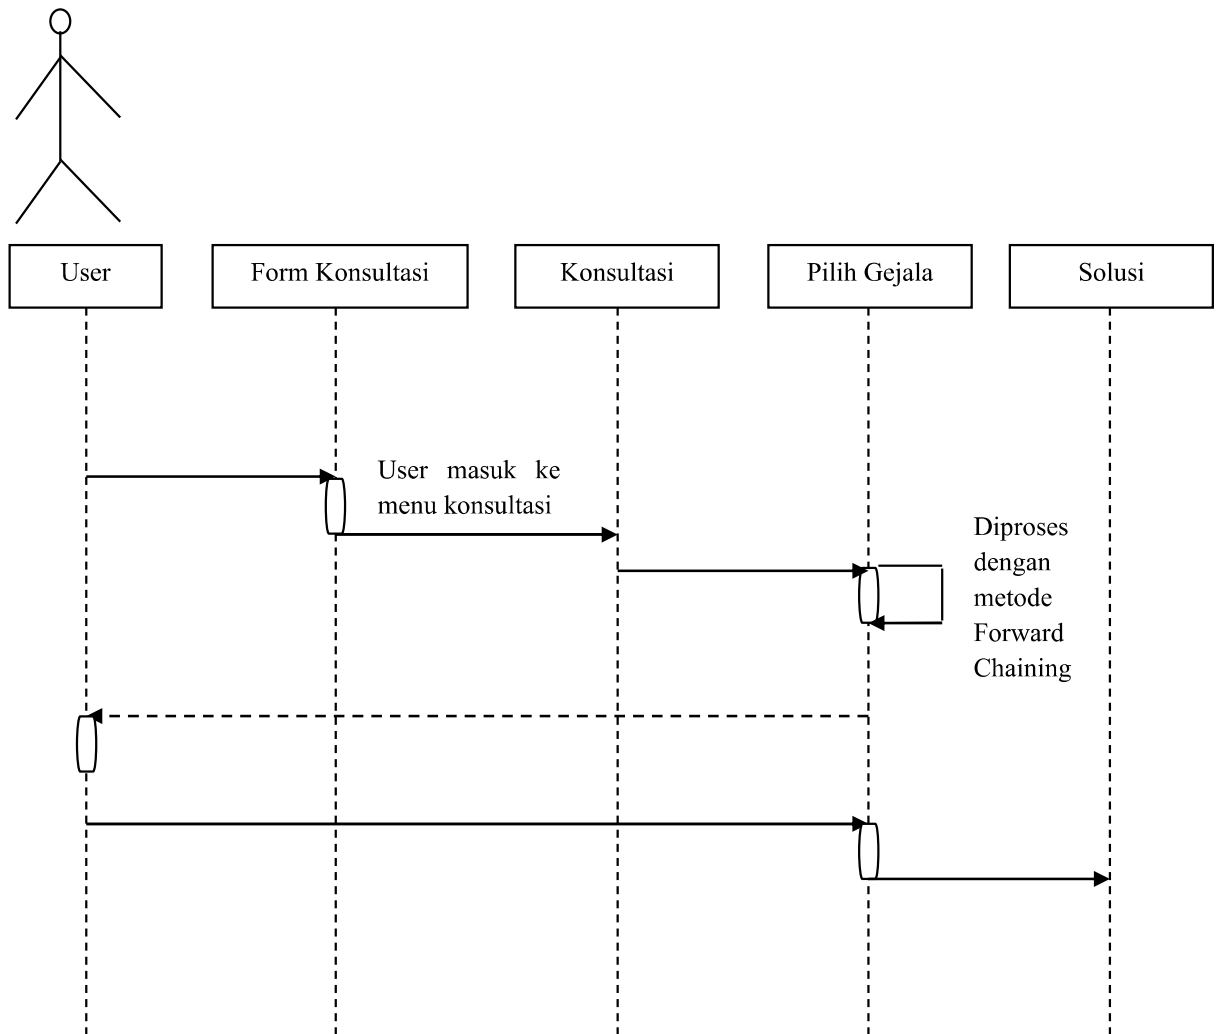 User
Form Konsultasi
Konsultasi
Pilih Gejala
Solusi
User masuk ke
menu konsultasi
Diproses
dengan
metode
Forward
Chaining